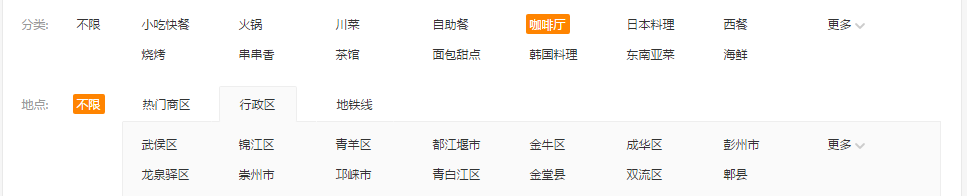 分类: 不限 小吃快餐 火锅 川菜 自助餐 咖啡厅 日本料理 西餐 更多
烧烤 串串香 茶馆 面包甜点 韩国料理 东南亚菜 海鲜
地点: 不限 热门商区 行政区 地铁线
武侯区 锦江区 青羊区 都江堰市 金牛区 成华区 彭州市 更多
龙泉驿区 崇州市 邛崃市 青白江区 金堂县 双流区 郫县